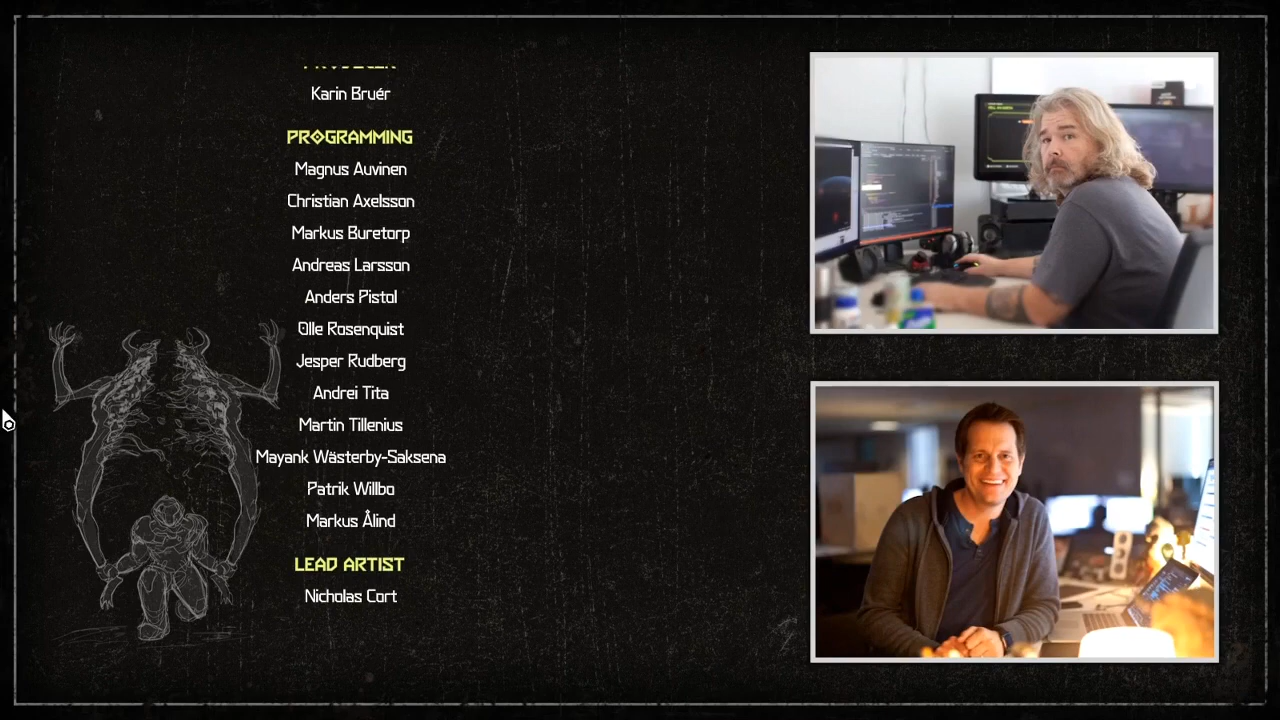 PRODUCER
Karin Bruér
PROGRAMMING
Magnus Auvinen
Christian Axelsson
Markus Buretorp
Andreas Larsson
Anders Pistol
Olle Rosenquist
Jesper Rudberg
Andrei Tita
Martin Tillenius
Mayank Wästerby-Saksena
Patrik Willbo
Markus Ålind
LEAD ARTIST
Nicholas Cort